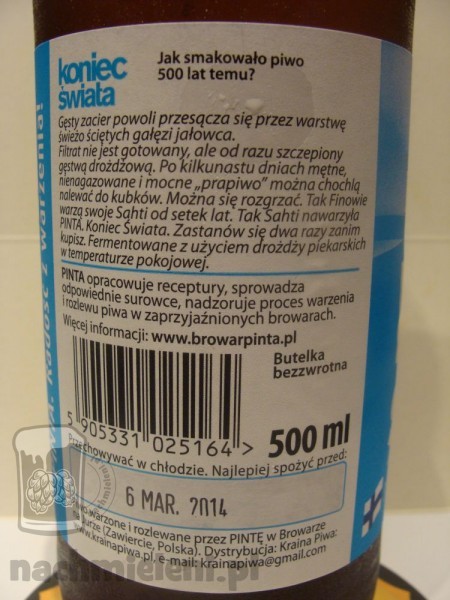 koniec
świata
Jak smakowało piwo
500 lat temu?
Gęsty zacier powoli przesącza się przez warstwę
świeżo ściętych gałęzi jałowca.
Filtrat nie jest gotowany, ale od razu szczepiony
gęstwą drożdżową. Po kilkunastu dniach mętne,
nienagazowane i mocne „prapiwo” można chochlą
nalewać do kubków. Można się rozgrzać. Tak Finowie
warzą swoje Sahti od setek lat. Tak Sahti nawarzyła
PINTA. Koniec Świata. Zastanów się dwa razy zanim
kupisz. Fermentowane z użyciem drożdży piekarskich
w temperaturze pokojowej.
PINTA opracowuje receptury, sprowadza
odpowiednie surowce, nadzoruje proces warzenia
i rozlewu piwa w zaprzyjaźnionych browarach.
Więcej informacji: www.browarpinta.pl
Butelka
bezzwrotna
5 905331 025164 >
500 ml
Przechowywać w chłodzie. Najlepiej spożyć przed:
6 MAR. 2014
warzone i rozlewane przez PINTĘ w Browarze
(Zawiercie, Polska). Dystrybucja: Kraina Piwa:
www.krainapiwa.pl, e-mail: krainapiwa@gmail.com
Radość z warzenia!
nachmieleni.pl